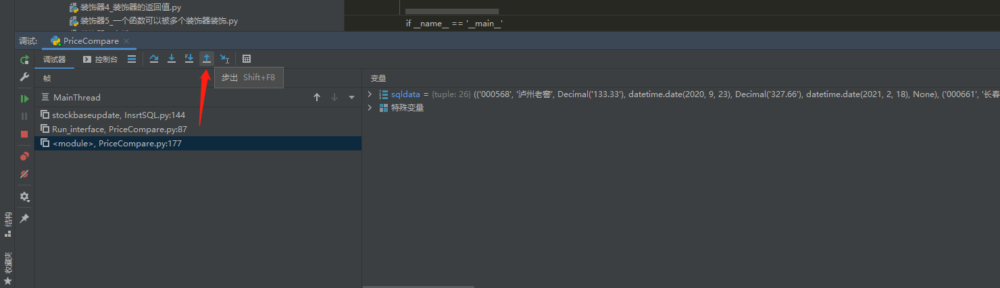 装饰器4_装饰器的返回值.py
装饰器5_一个函数可以被多个装饰器装饰.py
if __name__ == '__main__'
调试: PriceCompare
调试器 控制台
步出 Shift+F8
帧
变量
MainThread
sqldata = {tuple: 26} (('000568', '泸州老窖', Decimal('133.33'), datetime.date(2020, 9, 23), Decimal('327.66'), datetime.date(2021, 2, 18), None), ('000661', '长春
特殊变量
stockbaseupdate, InsrtSQL.py:144
Run_interface, PriceCompare.py:87
<module>, PriceCompare.py:177
结构
收藏夹